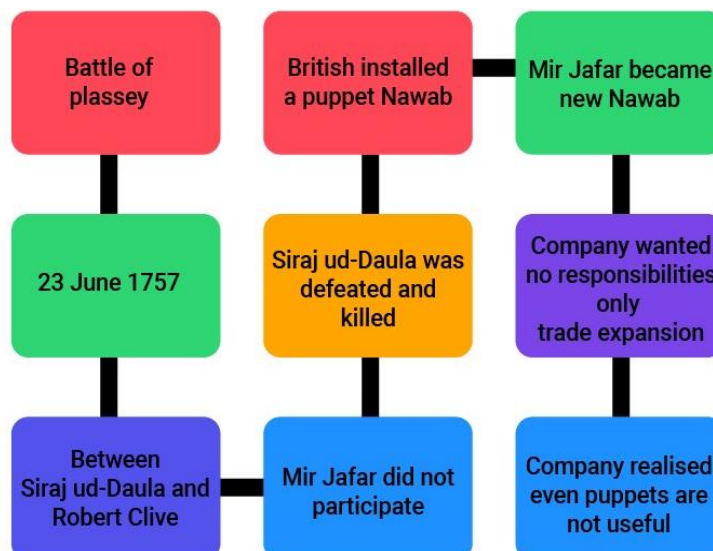 Battle of
plassey
23 June 1757
Between
Siraj ud-Daula and
Robert Clive
Mir Jafar did not
participate
Siraj ud-Daula was
defeated and
killed
British installed
a puppet Nawab
Mir Jafar became
new Nawab
Company wanted
no responsibilities
only
trade expansion
Company realised
even puppets are
not useful